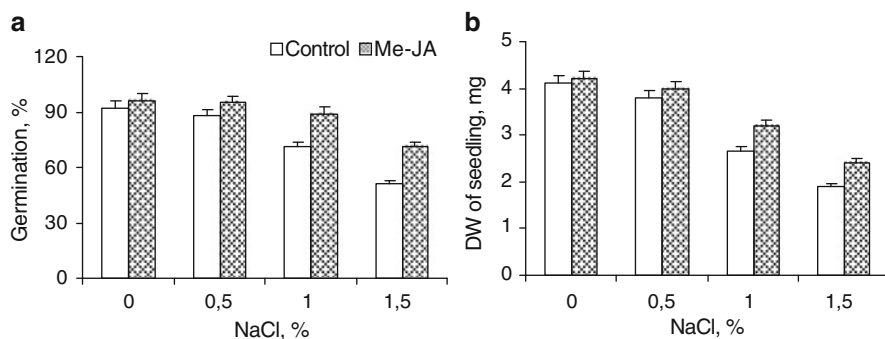 a
Control Me-JA
Germination, %
120
90
60
30
0
0 0,5 1 1,5
NaCl, %
b
DW of seedling, mg
5
4
3
2
1
0
0 0,5 1 1,5
NaCl, %